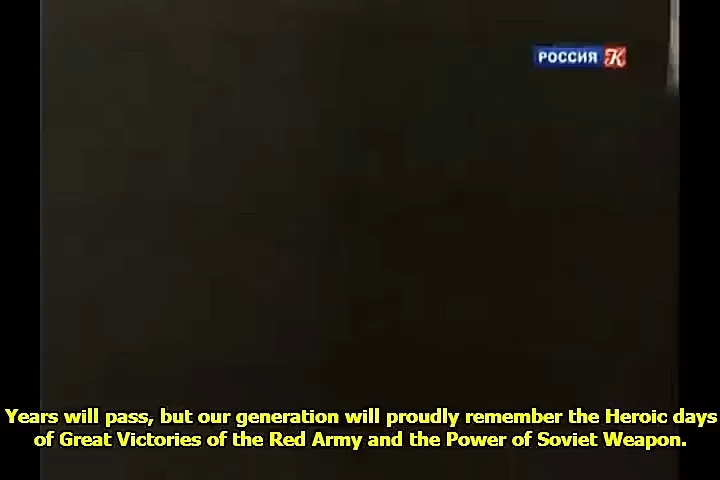 РОССИЯ К
Years will pass, but our generation will proudly remember the Heroic days
of Great Victories of the Red Army and the Power of Soviet Weapon.